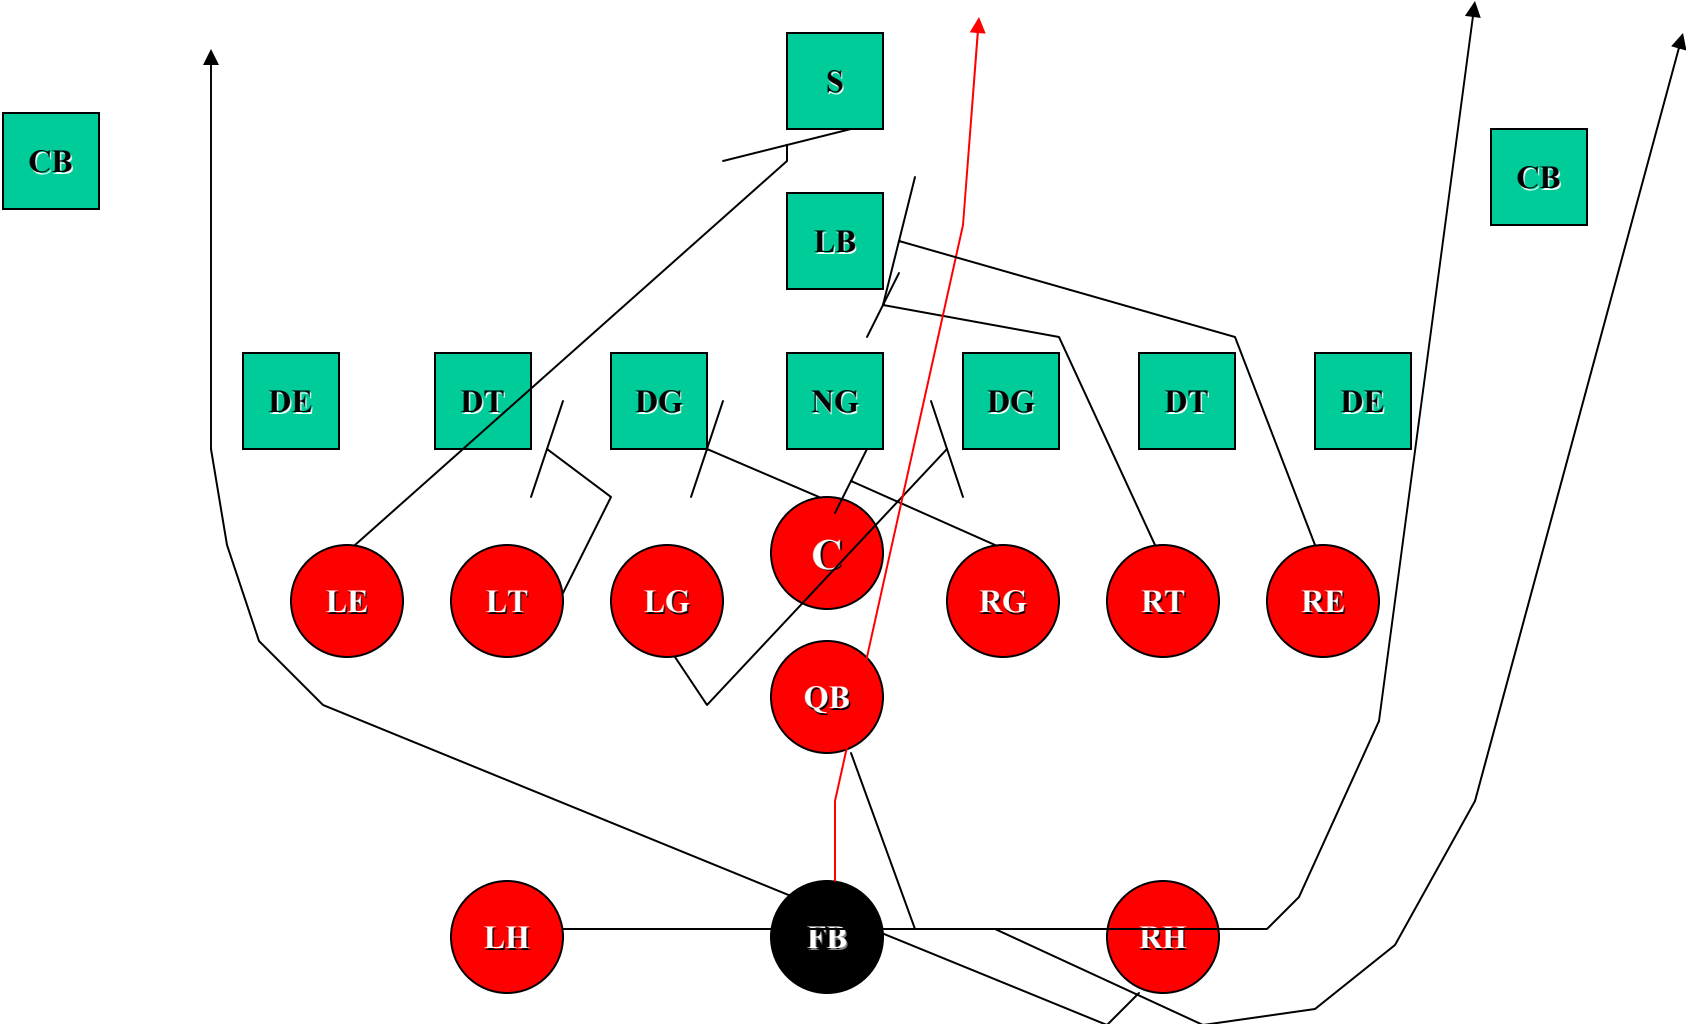 S
CB
CB
LB
DE
DT
DG
NG
DG
DT
DE
C
LE
LT
LG
RG
RT
RE
QB
LH
FB
RH